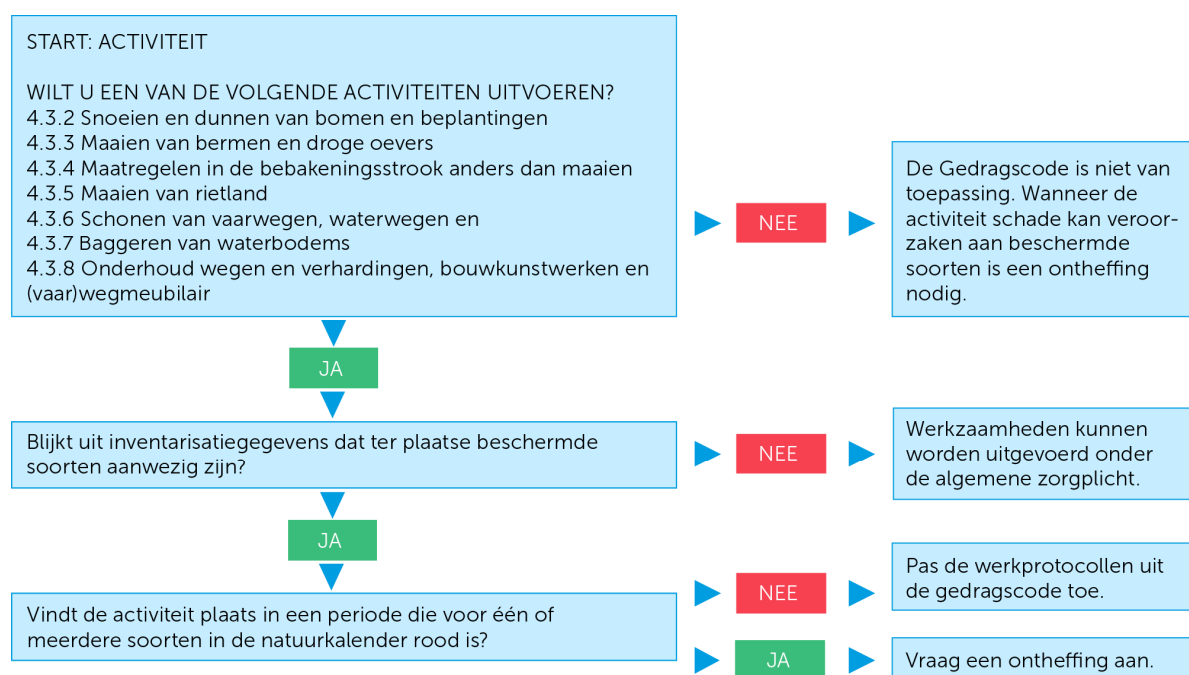 START: ACTIVITEIT
WILT U EEN VAN DE VOLGENDE ACTIVITEITEN UITVOEREN?
4.3.2 Snoeien en dunnen van bomen en beplantingen
4.3.3 Maaien van bermen en droge oevers
4.3.4 Maatregelen in de bebakeningsstrook anders dan maaien
4.3.5 Maaien van rietland
4.3.6 Schonen van vaarwegen, waterwegen en
4.3.7 Baggeren van waterbodems
4.3.8 Onderhoud wegen en verhardingen, bouwkunstwerken en
(vaar)wegmeubilair
NEE
De Gedragscode is niet van
toepassing. Wanneer de
activiteit schade kan veroor-
zaken aan beschermde
soorten is een ontheffing
nodig.
JA
Blijkt uit inventarisatiegegevens dat ter plaatse beschermde
soorten aanwezig zijn?
NEE
Werkzaamheden kunnen
worden uitgevoerd onder
de algemene zorgplicht.
JA
Vindt de activiteit plaats in een periode die voor één of
meerdere soorten in de natuurkalender rood is?
NEE
Pas de werkprotocollen uit
de gedragscode toe.
JA
Vraag een ontheffing aan.